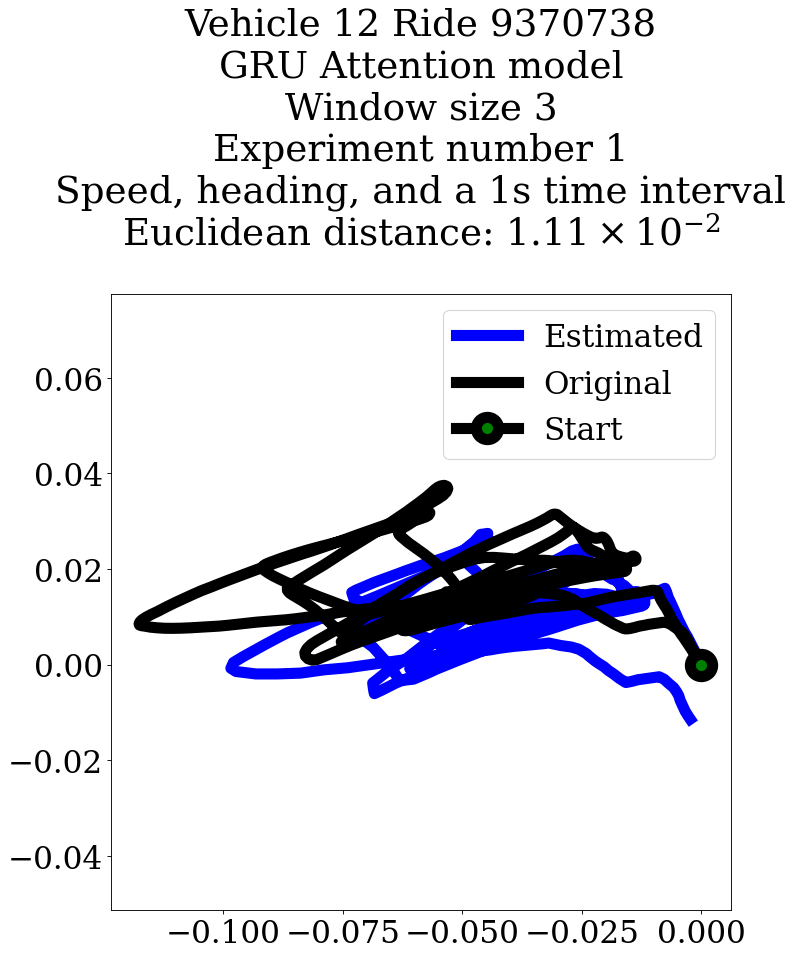 Vehicle 12 Ride 9370738
GRU Attention model
Window size 3
Experiment number 1
Speed, heading, and a 1s time interval
Euclidean distance: 1.11 × 10⁻²
Estimated
Original
Start
0.06
0.04
0.02
0.00
−0.02
−0.04
−0.100 −0.075 −0.050 −0.025 0.000